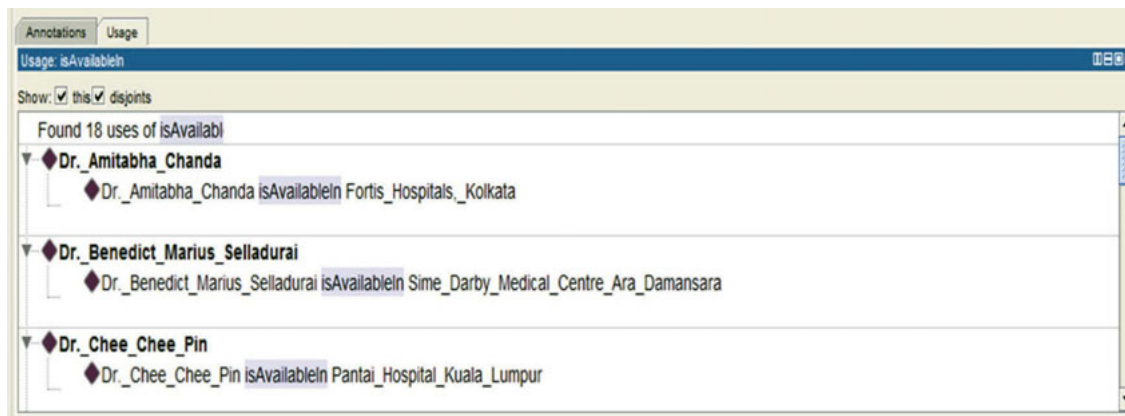 Annotations Usage
Usage: isAvailableIn
Show: this disjoints
Found 18 uses of isAvailabl
Dr._Amitabha_Chanda
Dr._Amitabha_Chanda isAvailableIn Fortis_Hospitals,_Kolkata
Dr._Benedict_Marius_Selladurai
Dr._Benedict_Marius_Selladurai isAvailableIn Sime_Darby_Medical_Centre_Ara_Damansara
Dr._Chee_Chee_Pin
Dr._Chee_Chee_Pin isAvailableIn Pantai_Hospital_Kuala_Lumpur